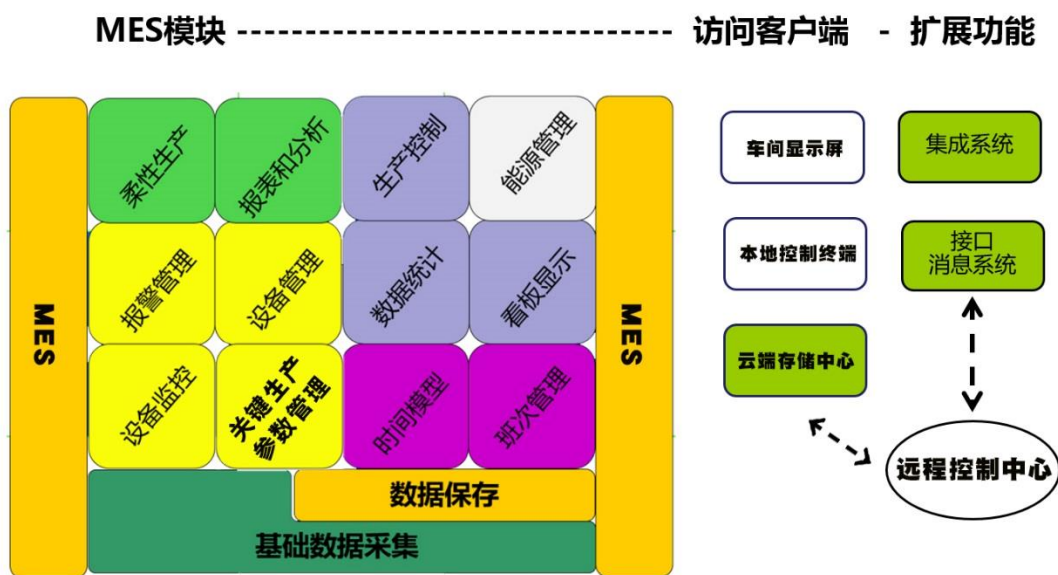 MES模块 - - - - - - - - - - - - - - - - - - - - - - - - - - - - - - - 访问客户端 - 扩展功能
MES
柔性生产
报表和分析
生产控制
能源管理
报警管理
设备管理
数据统计
看板显示
设备监控
关键生产
参数管理
时间模型
班次管理
数据保存
基础数据采集
MES
车间显示屏
本地控制终端
云端存储中心
集成系统
接口
消息系统
远程控制中心